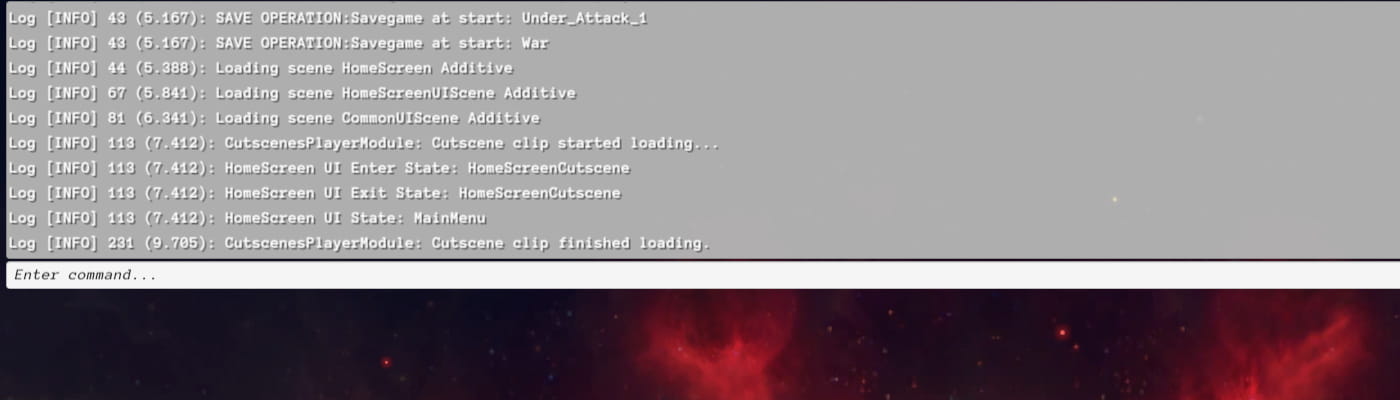 Log [INFO] 43 (5.167): SAVE OPERATION:Savegame at start: Under_Attack_1
Log [INFO] 43 (5.167): SAVE OPERATION:Savegame at start: War
Log [INFO] 44 (5.388): Loading scene HomeScreen Additive
Log [INFO] 67 (5.841): Loading scene HomeScreenUIScene Additive
Log [INFO] 81 (6.341): Loading scene CommonUIScene Additive
Log [INFO] 113 (7.412): CutscenesPlayerModule: Cutscene clip started loading...
Log [INFO] 113 (7.412): HomeScreen UI Enter State: HomeScreenCutscene
Log [INFO] 113 (7.412): HomeScreen UI Exit State: HomeScreenCutscene
Log [INFO] 113 (7.412): HomeScreen UI State: MainMenu
Log [INFO] 231 (9.705): CutscenesPlayerModule: Cutscene clip finished loading.
Enter command...